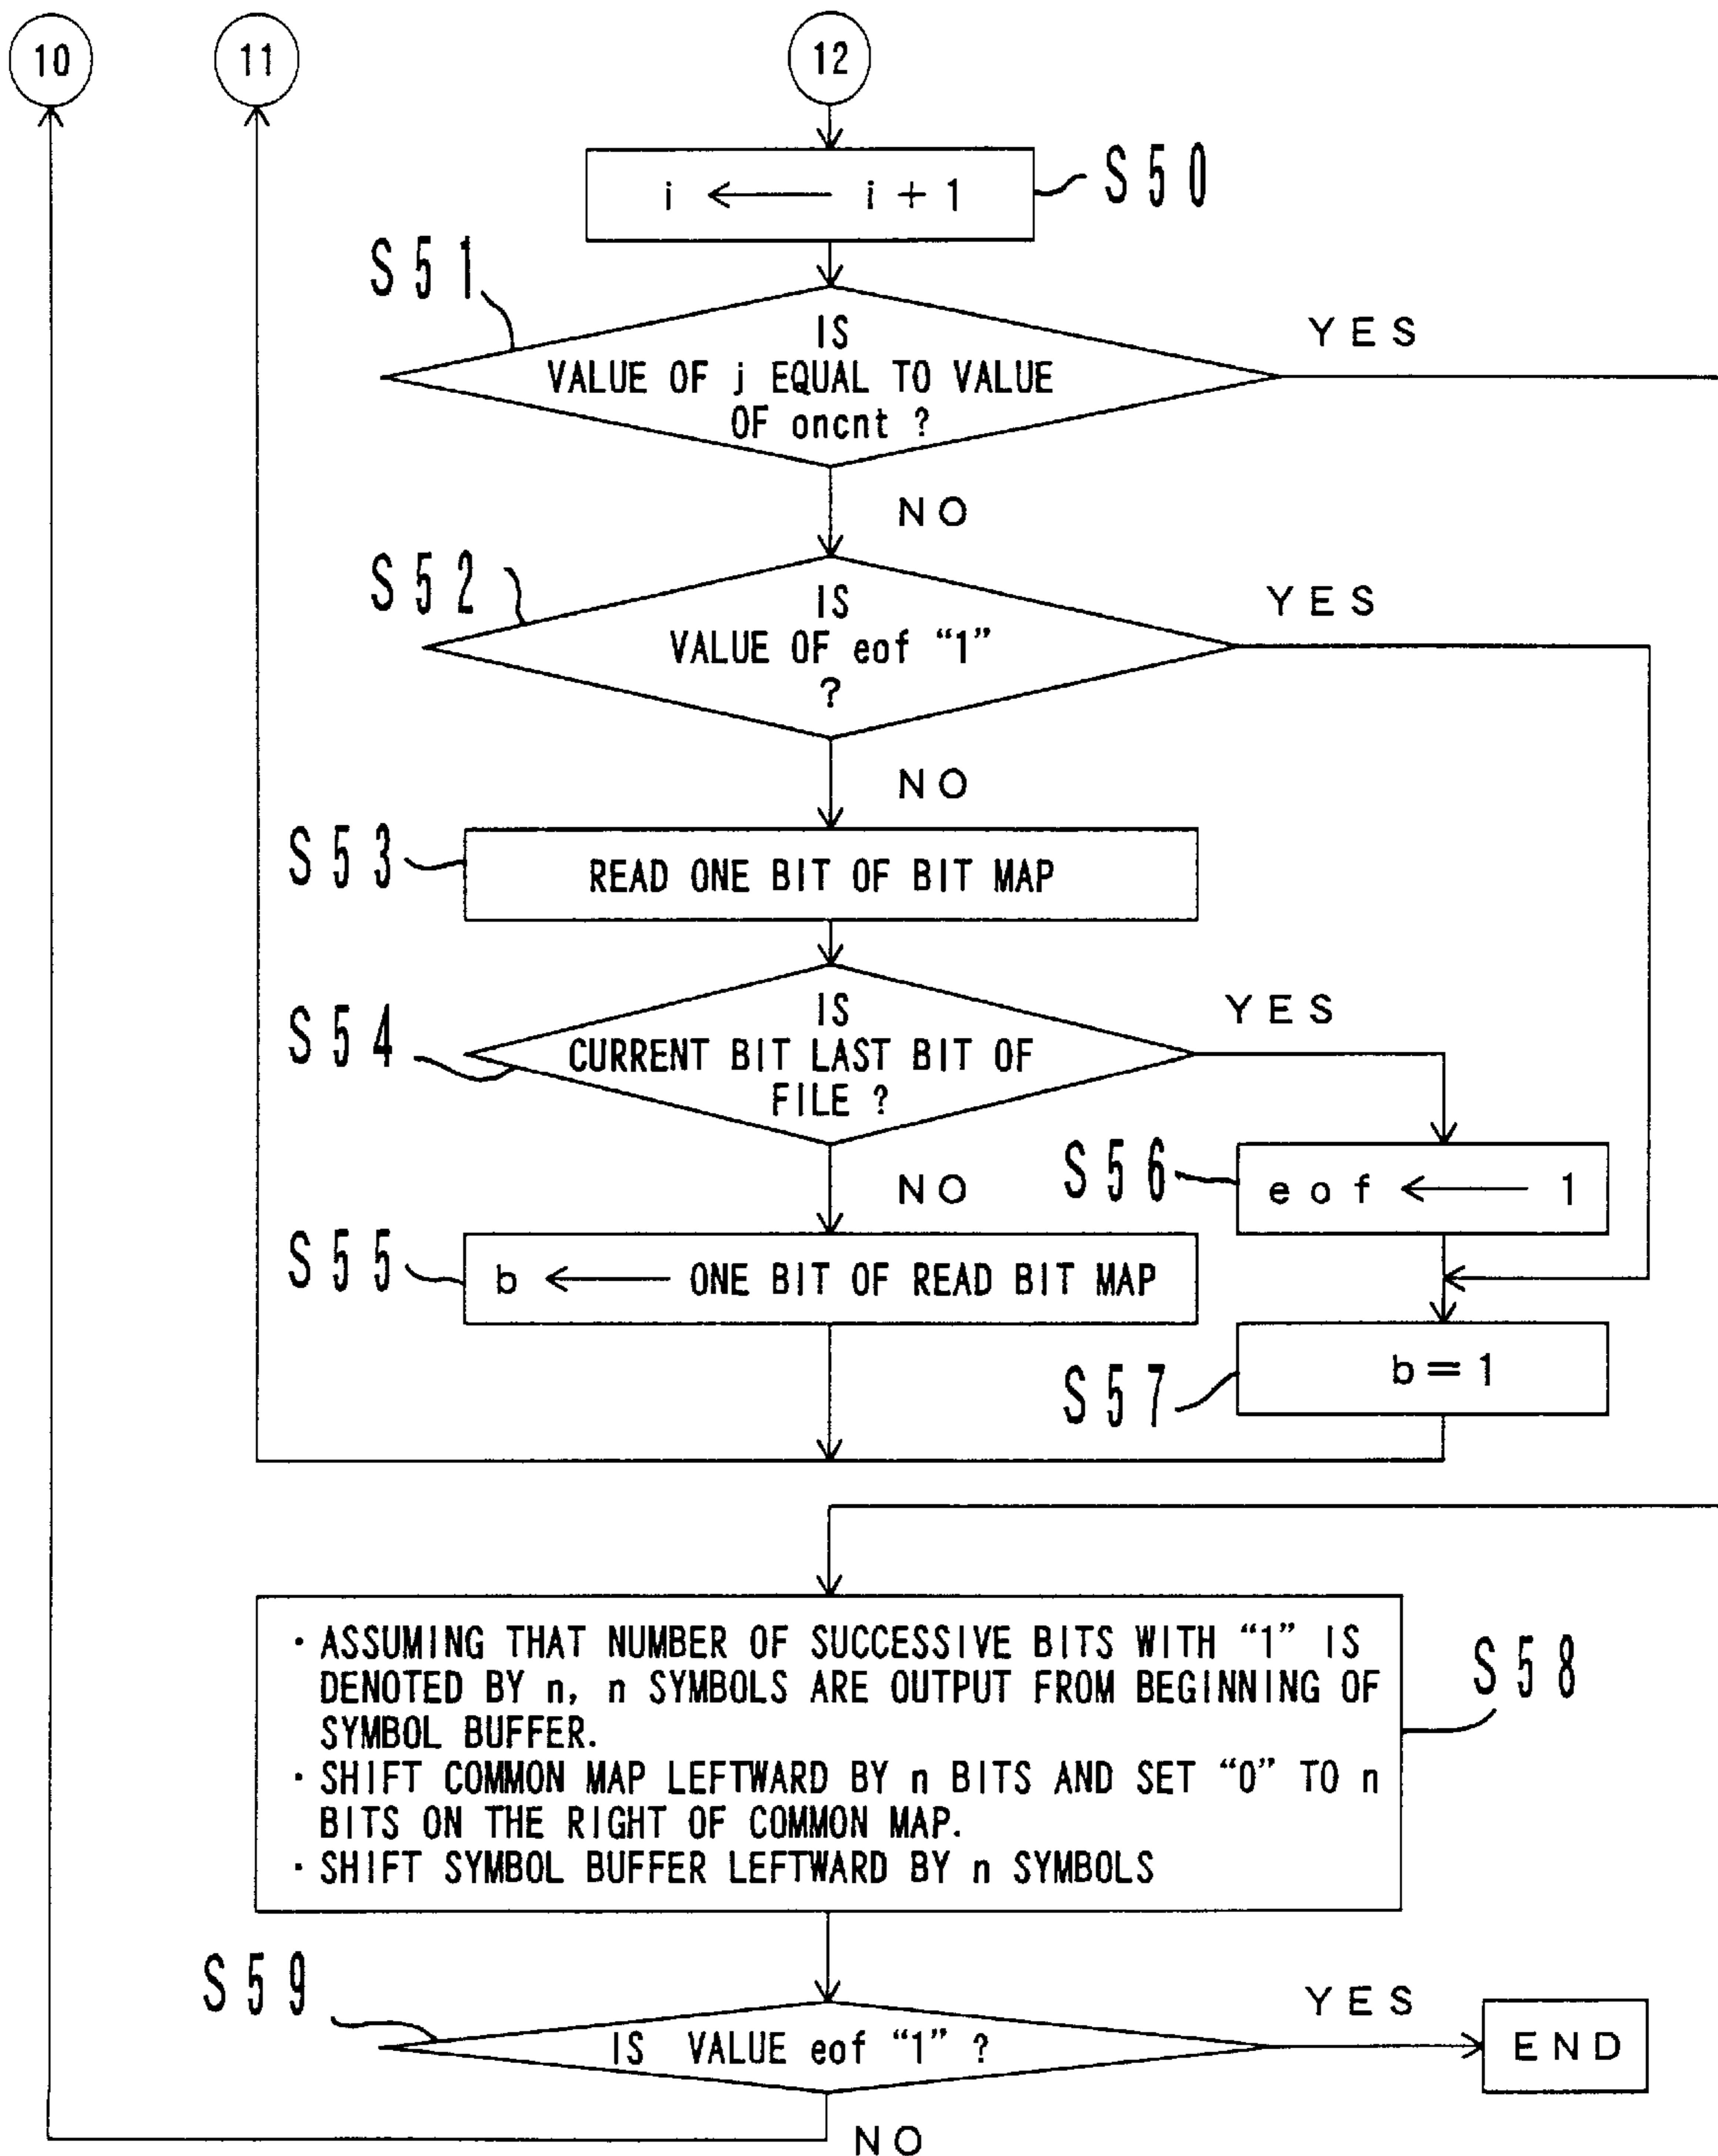 10
11
12
i ← i + 1
S50
S51
IS
VALUE OF j EQUAL TO VALUE
OF oncnt ?
YES
NO
S52
IS
VALUE OF eof “1”
?
YES
NO
S53
READ ONE BIT OF BIT MAP
S54
IS
CURRENT BIT LAST BIT OF
FILE ?
YES
NO
S56
eof ← 1
S55
b ← ONE BIT OF READ BIT MAP
S57
b=1
· ASSUMING THAT NUMBER OF SUCCESSIVE BITS WITH “1” IS
DENOTED BY n, n SYMBOLS ARE OUTPUT FROM BEGINNING OF
SYMBOL BUFFER.
· SHIFT COMMON MAP LEFTWARD BY n BITS AND SET “0” TO n
BITS ON THE RIGHT OF COMMON MAP.
· SHIFT SYMBOL BUFFER LEFTWARD BY n SYMBOLS
S58
S59
IS VALUE eof “1” ?
YES
END
NO